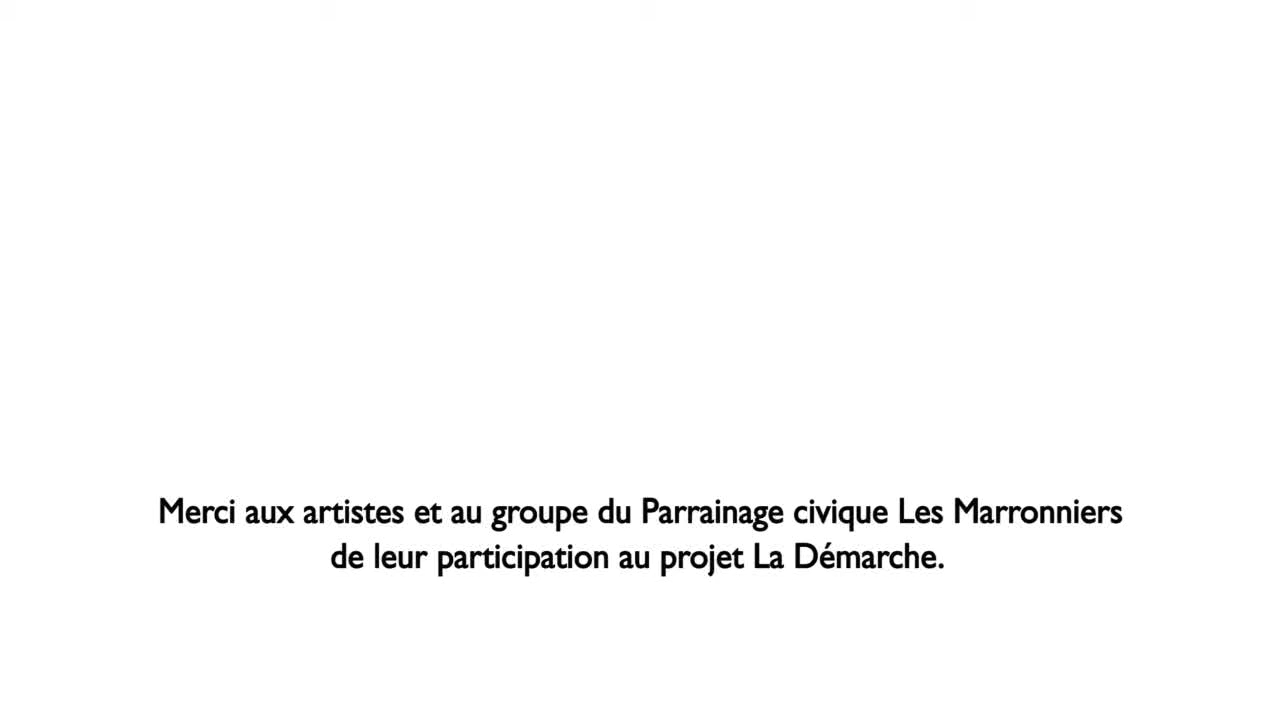 Merci aux artistes et au groupe du Parrainage civique Les Marronniers
de leur participation au projet La Démarche.